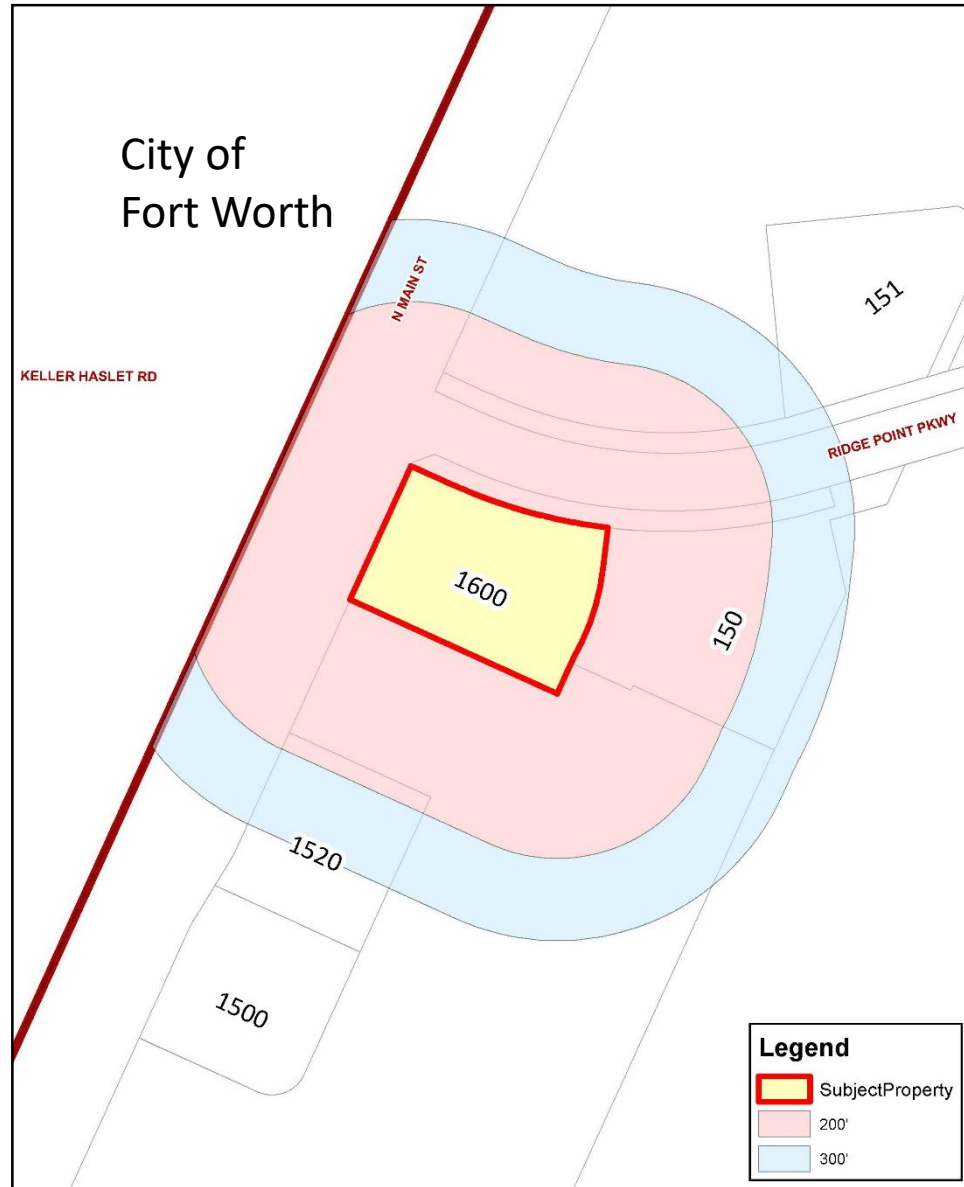 City of
Fort Worth
N MAIN ST
151
KELLER HASLET RD
RIDGE POINT PKWY
1600
150
1520
1500
Legend
SubjectProperty
200'
300'